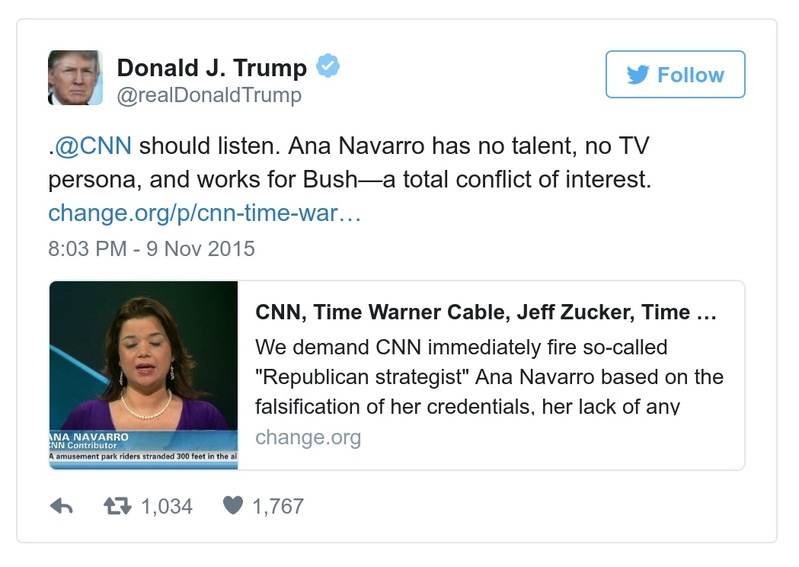 Donald J. Trump
@realDonaldTrump
Follow
.@CNN should listen. Ana Navarro has no talent, no TV
persona, and works for Bush—a total conflict of interest.
change.org/p/cnn-time-war…
8:03 PM - 9 Nov 2015
ANA NAVARRO
CNN Contributor
A amusement park riders stranded 300 feet in the ai
CNN, Time Warner Cable, Jeff Zucker, Time ...
We demand CNN immediately fire so-called
"Republican strategist" Ana Navarro based on the
falsification of her credentials, her lack of any
change.org
1,034
1,767